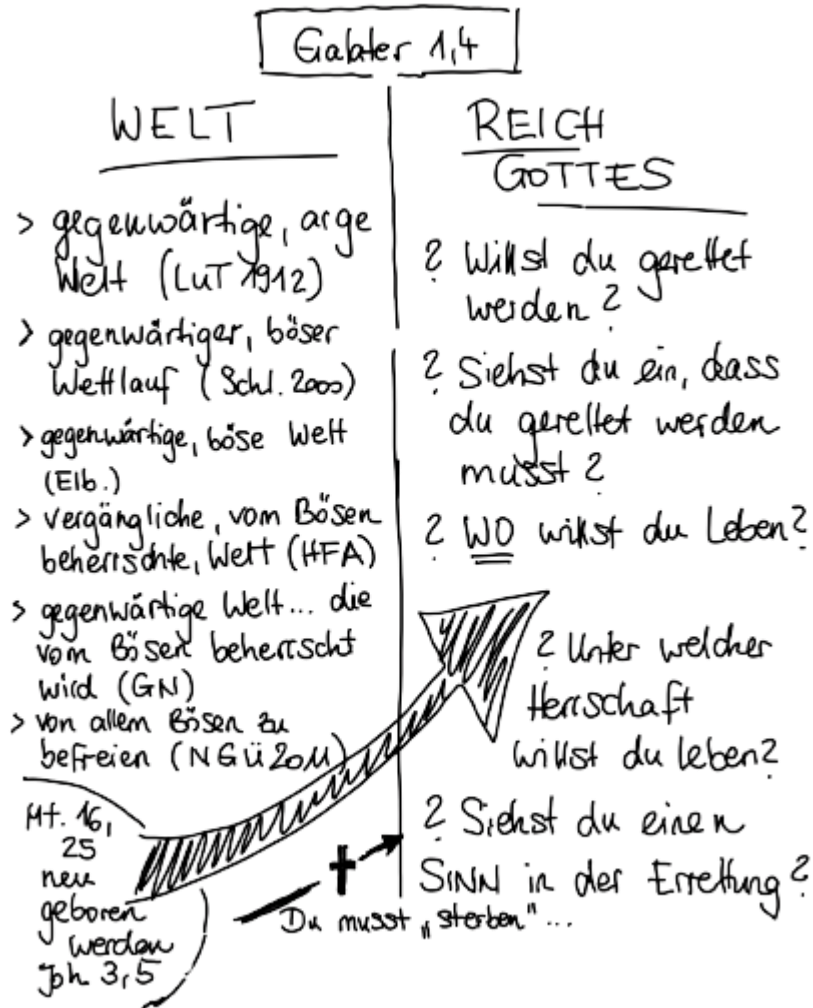 Galater 1,4
WELT
> gegenwärtige, arge
Welt (LUT 1912)
> gegenwärtiger, böser
Weltlauf (Schl. 2000)
> gegenwärtige, böse Welt
(Elb.)
> vergängliche, vom Bösen
beherrschte, Welt (HFA)
> gegenwärtige Welt... die
vom Bösen beherrscht
wird (GN)
> von allem Bösen zu
befreien (NGÜ 2011)
Mt. 16,
25
neu
geboren
werden
Joh. 3,5
Du musst „sterben"...
REICH
GOTTES
? Willst du gerettet
werden?
? Siehst du ein, dass
du gerettet werden
musst?
? WO willst du Leben?
? Unter welcher
Herrschaft
willst du leben?
? Siehst du einen
SINN in der Errettung?